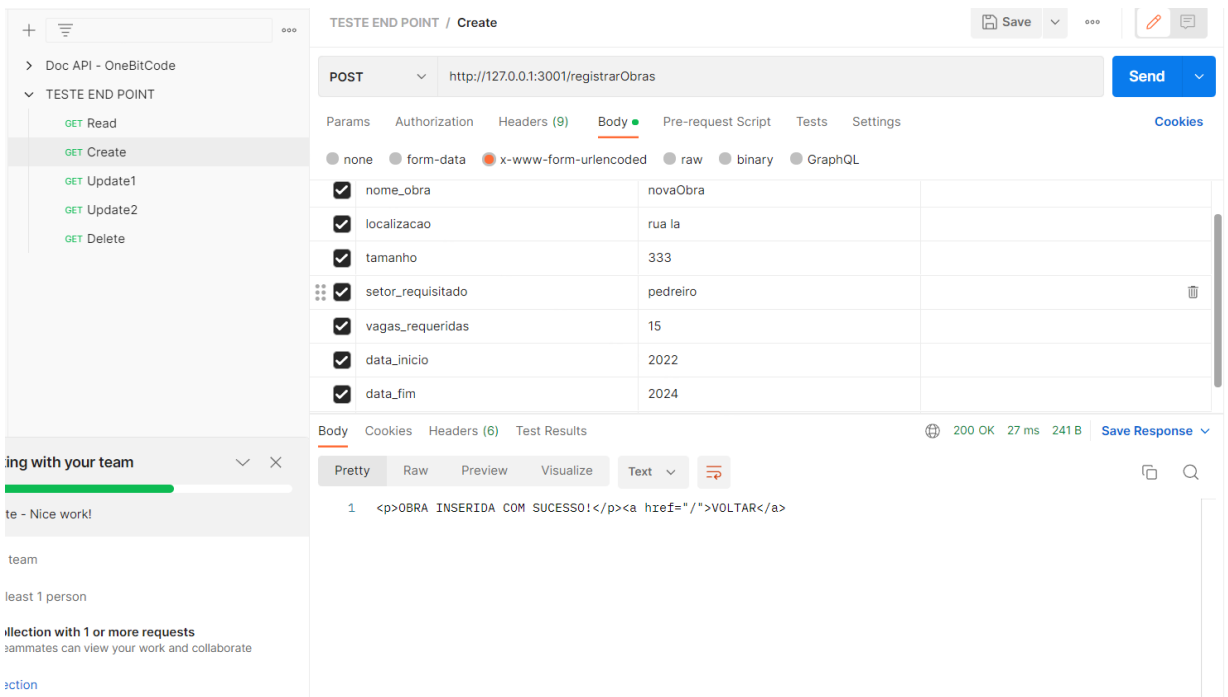 TESTE END POINT / Create
Save
Doc API - OneBitCode
TESTE END POINT
GET Read
GET Create
GET Update1
GET Update2
GET Delete
POST http://127.0.0.1:3001/registrarObras Send
Params Authorization Headers (9) Body Pre-request Script Tests Settings Cookies
none form-data x-www-form-urlencoded raw binary GraphQL
nome_obra novaObra
localizacao rua la
tamanho 333
setor_requisitado pedreiro
vagas_requeridas 15
data_inicio 2022
data_fim 2024
Body Cookies Headers (6) Test Results 200 OK 27 ms 241 B Save Response
Pretty Raw Preview Visualize Text
1 <p>OBRA INSERIDA COM SUCESSO!</p><a href="/">VOLTAR</a>
ing with your team
te - Nice work!
team
least 1 person
ollection with 1 or more requests
eammates can view your work and collaborate
ection